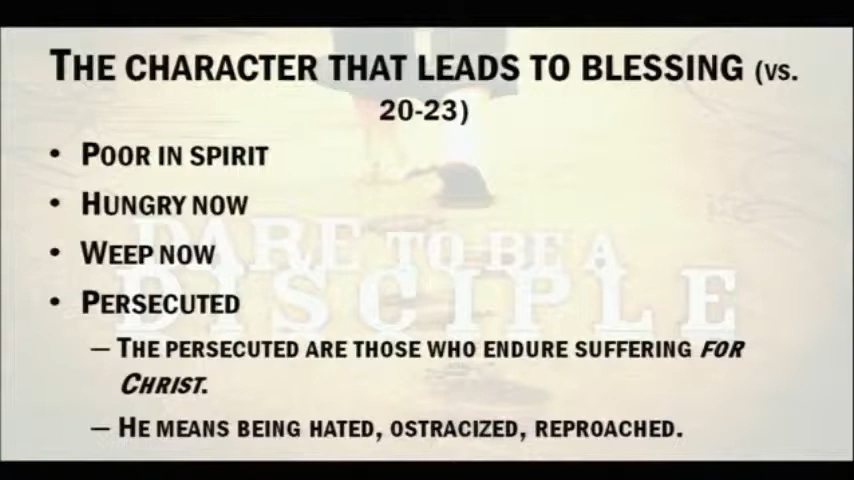 THE CHARACTER THAT LEADS TO BLESSING (VS.
20-23)
• POOR IN SPIRIT
• HUNGRY NOW
• WEEP NOW
• PERSECUTED
— THE PERSECUTED ARE THOSE WHO ENDURE SUFFERING FOR
CHRIST.
— HE MEANS BEING HATED, OSTRACIZED, REPROACHED.
DARE TO BE A
DISCIPLE